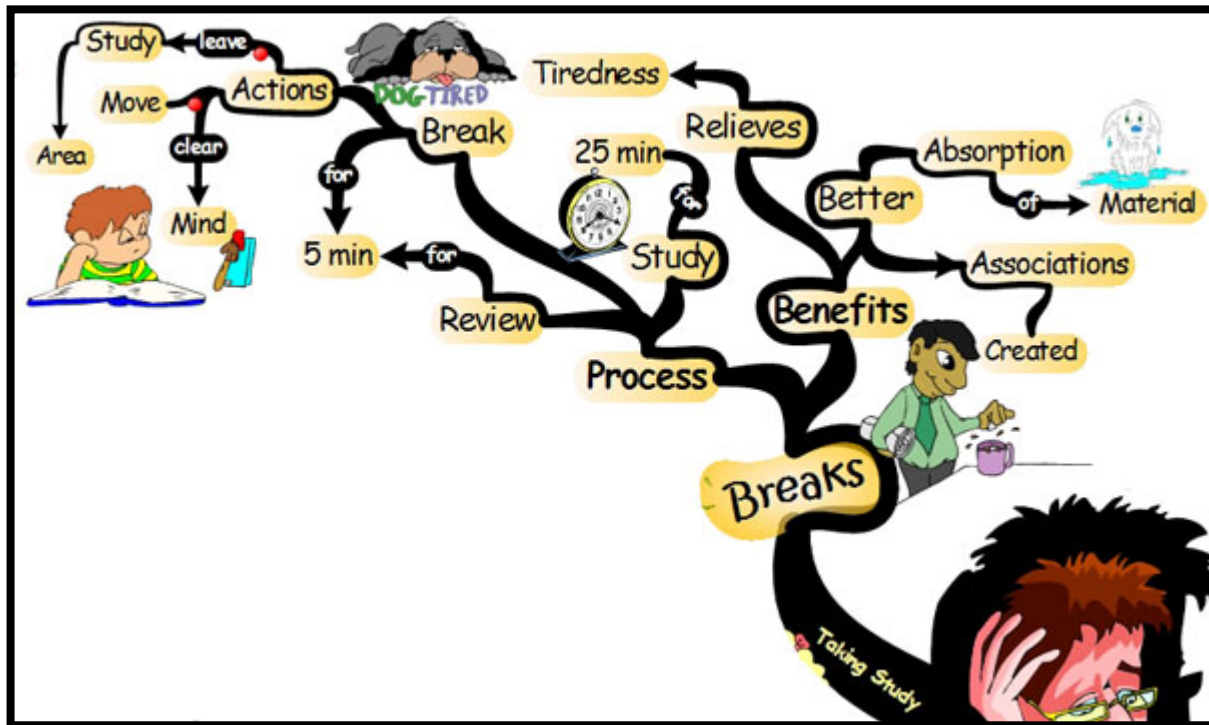 Study
leave
Actions
Move
clear
Area
Mind
DOG TIRED
Break
for
5 min
for
Review
Tiredness
Relieves
25 min
For
Study
Process
Absorption
Better
of
Material
Associations
Benefits
Created
Breaks
Taking Study